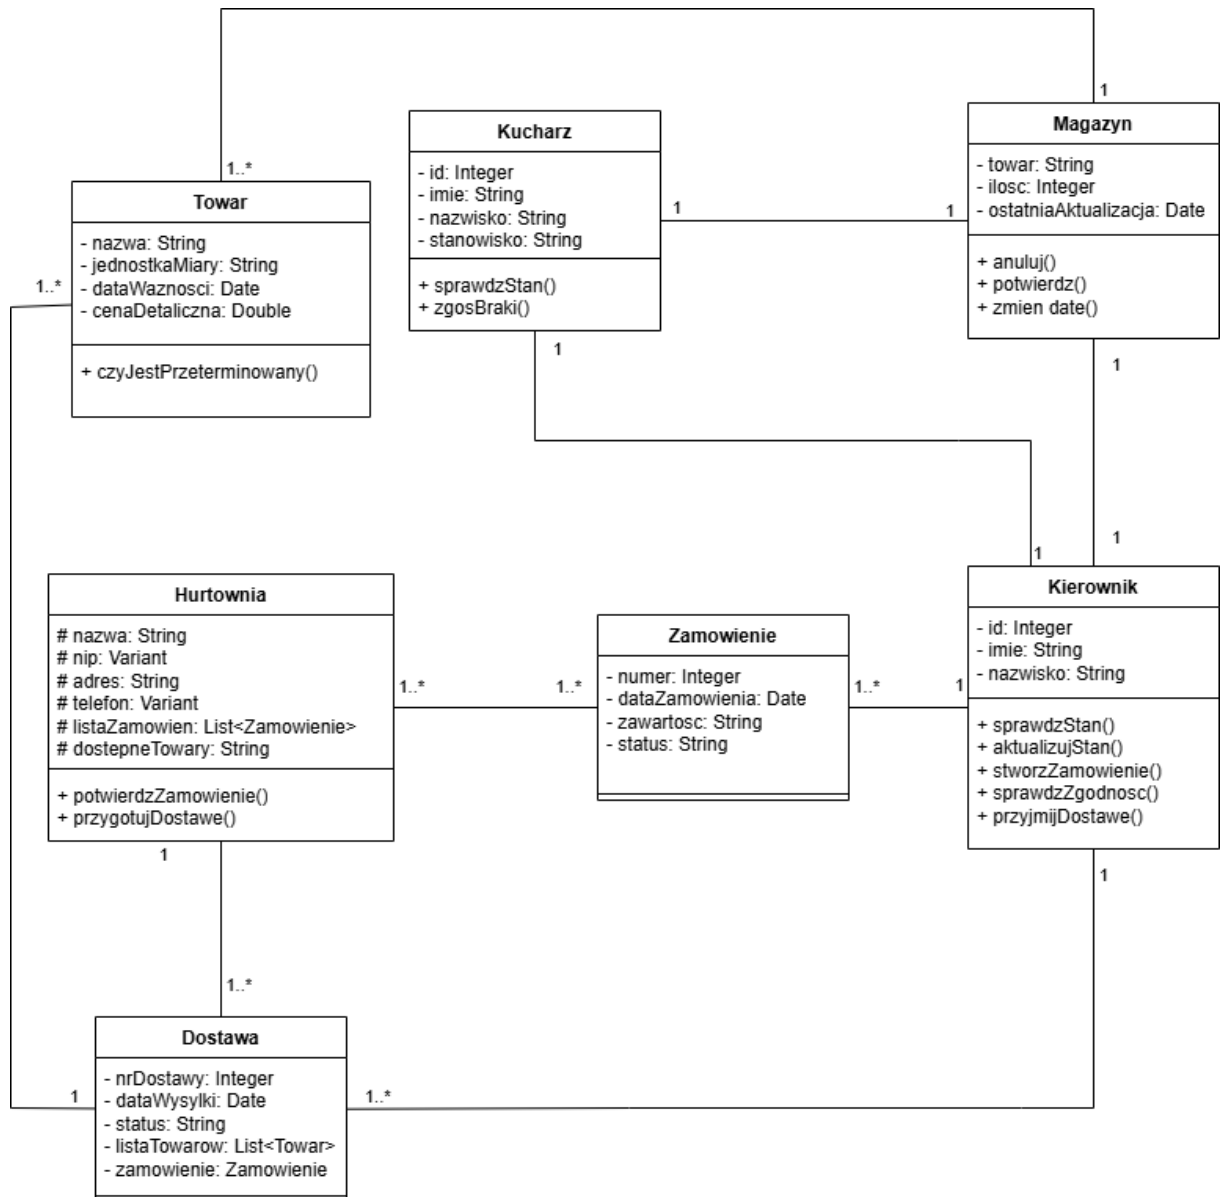 1
Kucharz
- id: Integer
- imie: String
- nazwisko: String
- stanowisko: String
+ sprawdzStan()
+ zgosBraki()
1
1
1
Magazyn
- towar: String
- ilosc: Integer
- ostatniaAktualizacja: Date
+ anuluj()
+ potwierdz()
+ zmien date()
1
1..*
Towar
- nazwa: String
- jednostkaMiary: String
- dataWaznosci: Date
- cenaDetaliczna: Double
+ czyJestPrzeterminowany()
1..*
1
1
Hurtownia
# nazwa: String
# nip: Variant
# adres: String
# telefon: Variant
# listaZamowien: List<Zamowienie>
# dostepneTowary: String
+ potwierdzZamowienie()
+ przygotujDostawe()
1
1..*
1..*
Zamowienie
- numer: Integer
- dataZamowienia: Date
- zawartosc: String
- status: String
1..*
1
Kierownik
- id: Integer
- imie: String
- nazwisko: String
+ sprawdzStan()
+ aktualizujStan()
+ stworzZamowienie()
+ sprawdzZgodnosc()
+ przyjmijDostawe()
1
1..*
Dostawa
- nrDostawy: Integer
- dataWysylki: Date
- status: String
- listaTowarow: List<Towar>
- zamowienie: Zamowienie
1
1..*